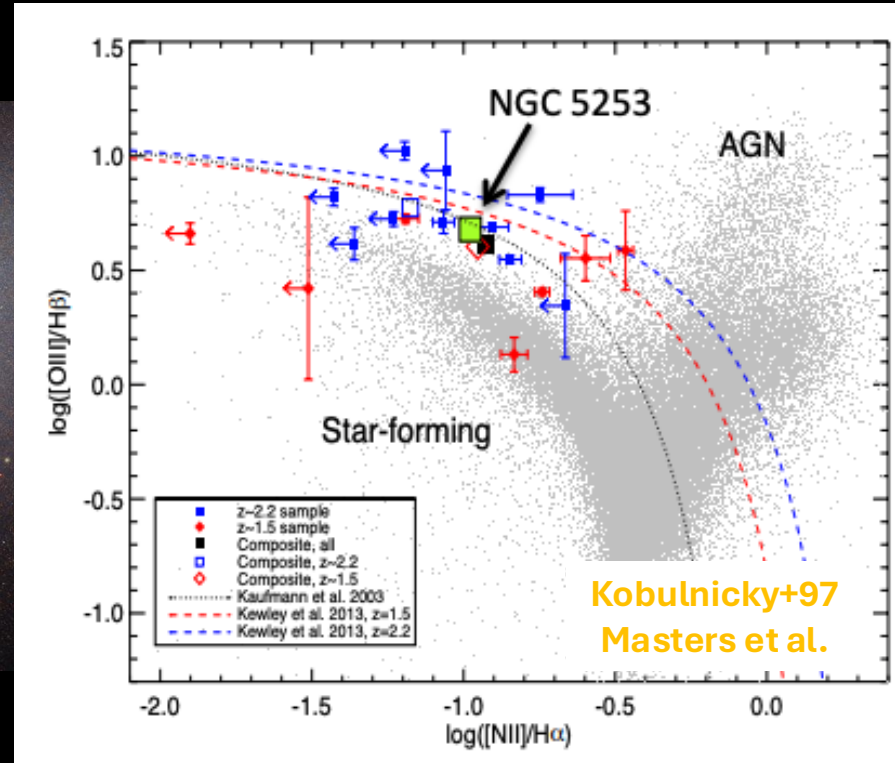 1.5
1.0
0.5
0.0
-0.5
-1.0
log([OIII]/Hβ)
NGC 5253
AGN
Star-forming
z~2.2 sample
z~1.5 sample
Composite, all
Composite, z~2.2
Composite, z~1.5
Kaufmann et al. 2003
Kewley et al. 2013, z=1.5
Kewley et al. 2013, z=2.2
Kobulnicky+97
Masters et al.
-2.0 -1.5 -1.0 -0.5 0.0
log([NII]/Hα)